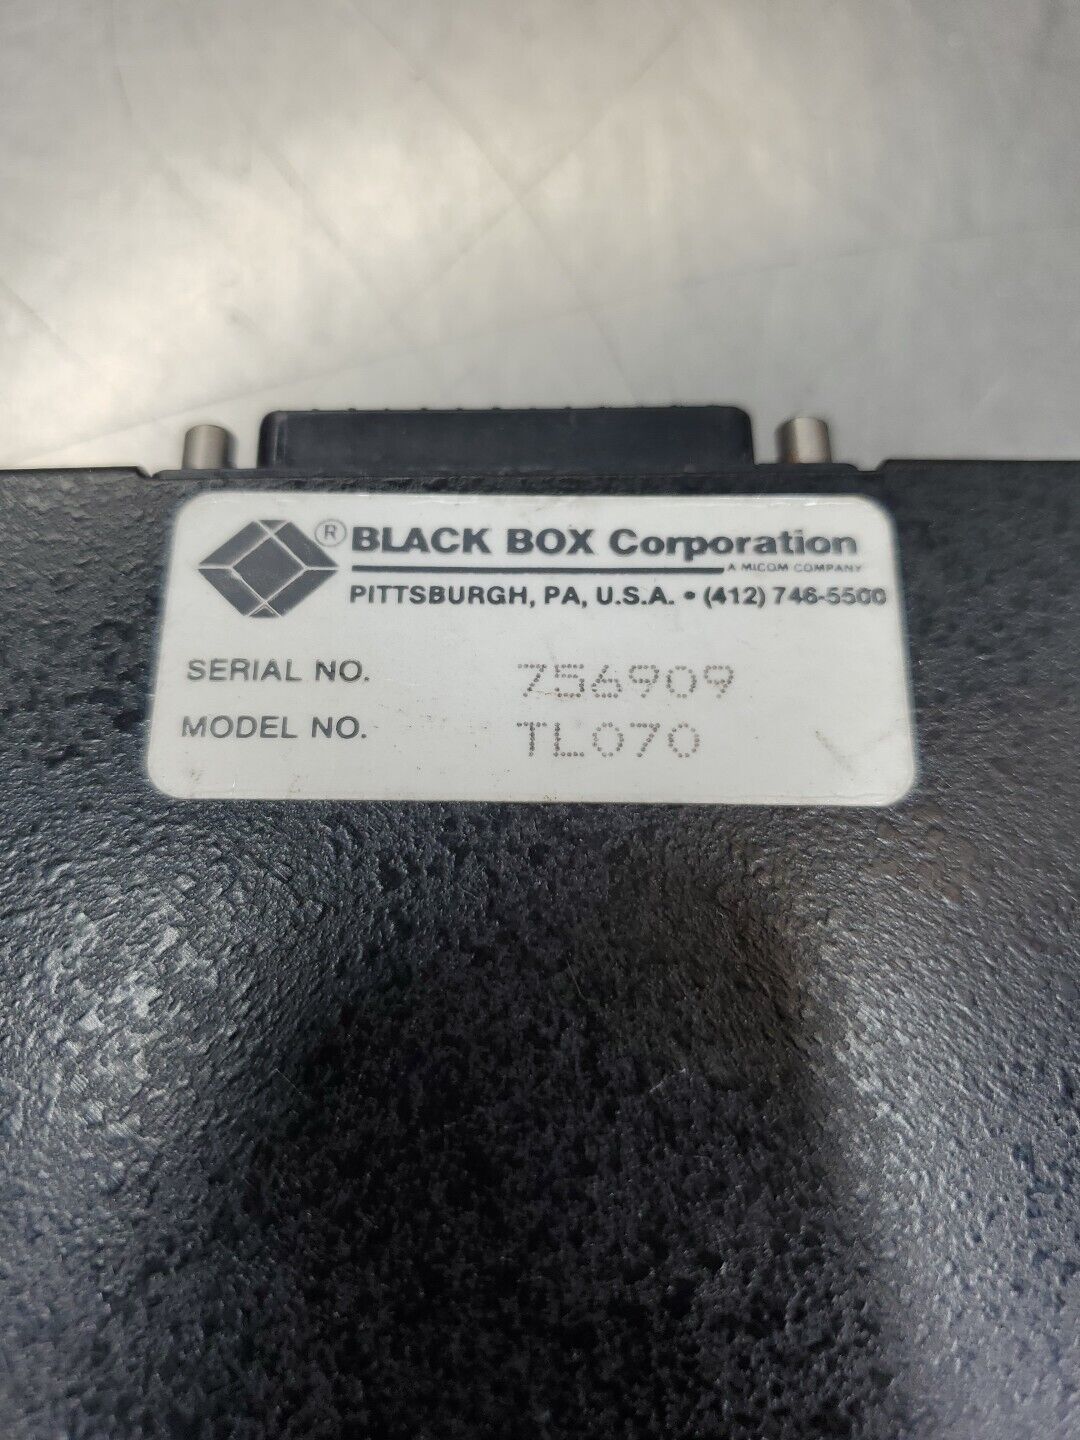 ® BLACK BOX Corporation
A MICOM COMPANY
PITTSBURGH, PA, U.S.A. • (412) 746-5500
SERIAL NO. 756909
MODEL NO. TL070